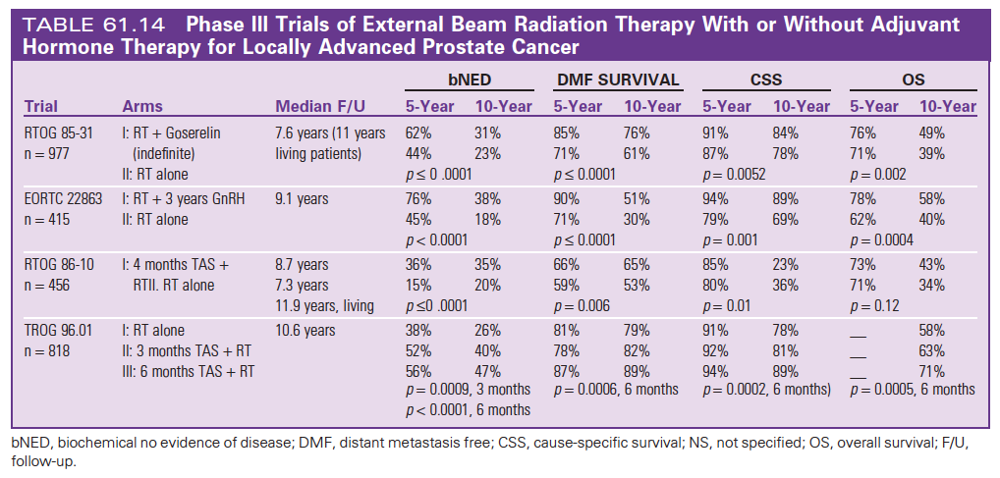 TABLE 61.14 Phase III Trials of External Beam Radiation Therapy With or Without Adjuvant
Hormone Therapy for Locally Advanced Prostate Cancer
bNED DMF SURVIVAL CSS OS
Trial Arms Median F/U 5-Year 10-Year 5-Year 10-Year 5-Year 10-Year 5-Year 10-Year
RTOG 85-31 I: RT + Goserelin 7.6 years (11 years 62% 31% 85% 76% 91% 84% 76% 49%
n = 977 (indefinite) living patients) 44% 23% 71% 61% 87% 78% 71% 39%
II: RT alone p ≤ 0 .0001 p ≤ 0.0001 p = 0.0052 p = 0.002
EORTC 22863 I: RT + 3 years GnRH 9.1 years 76% 38% 90% 51% 94% 89% 78% 58%
n = 415 II: RT alone 45% 18% 71% 30% 79% 69% 62% 40%
p < 0.0001 p ≤ 0.0001 p = 0.001 p = 0.0004
RTOG 86-10 I: 4 months TAS + 8.7 years 36% 35% 66% 65% 85% 23% 73% 43%
n = 456 RTII. RT alone 7.3 years 15% 20% 59% 53% 80% 36% 71% 34%
11.9 years, living p ≤0 .0001 p = 0.006 p = 0.01 p = 0.12
TROG 96.01 I: RT alone 10.6 years 38% 26% 81% 79% 91% 78% — 58%
n = 818 II: 3 months TAS + RT 52% 40% 78% 82% 92% 81% — 63%
III: 6 months TAS + RT 56% 47% 87% 89% 94% 89% — 71%
p = 0.0009, 3 months p = 0.0006, 6 months p = 0.0002, 6 months) p = 0.0005, 6 months
p < 0.0001, 6 months
bNED, biochemical no evidence of disease; DMF, distant metastasis free; CSS, cause-specific survival; NS, not specified; OS, overall survival; F/U,
follow-up.